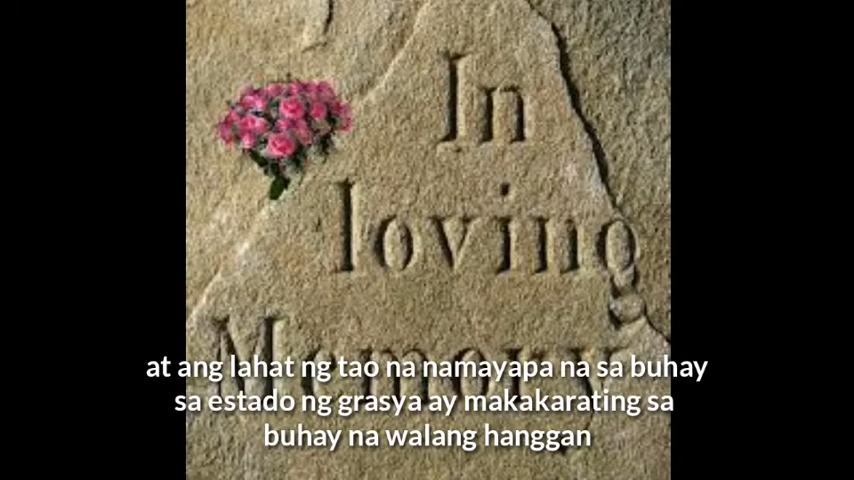 In
loving
Memory
at ang lahat ng tao na namayapa na sa buhay
sa estado ng grasya ay makakarating sa
buhay na walang hanggan